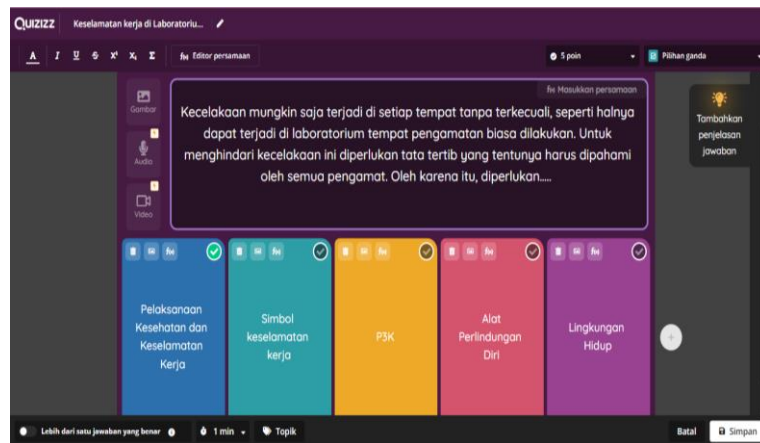 QUIZIZZ Keselamatan kerja di Laboratoriu...
A I U S X¹ X₁ Σ fx Editor persamaan 5 poin Pilihan ganda
fx Masukkan persamaan
Gambar
Audio
Video
Kecelakaan mungkin saja terjadi di setiap tempat tanpa terkecuali, seperti halnya
dapat terjadi di laboratorium tempat pengamatan biasa dilakukan. Untuk
menghindari kecelakaan ini diperlukan tata tertib yang tentunya harus dipahami
oleh semua pengamat. Oleh karena itu, diperlukan.....
Tambahkan
penjelasan
jawaban
Pelaksanaan
Kesehatan dan
Keselamatan
Kerja
Simbol
keselamatan
kerja
P3K
Alat
Perlindungan
Diri
Lingkungan
Hidup
Lebih dari satu jawaban yang benar 1 min Topik Batal Simpan